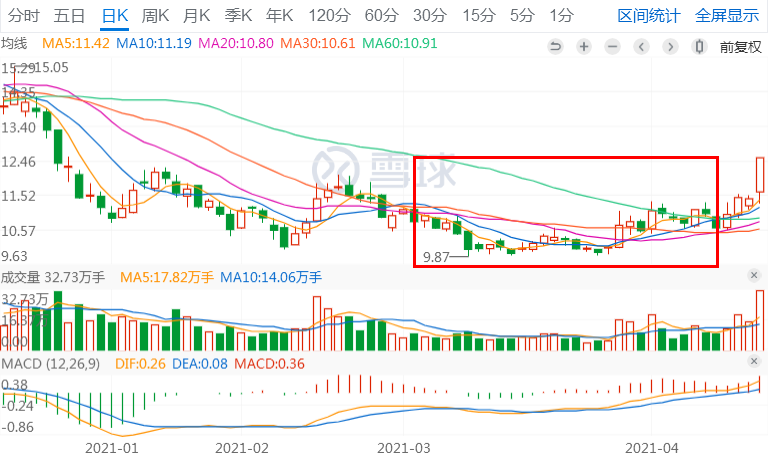 分时 五日 日K 周K 月K 季K 年K 120分 60分 30分 15分 5分 1分 区间统计 全屏显示
均线 MA5:11.42 MA10:11.19 MA20:10.80 MA30:10.61 MA60:10.91 前复权
15.29 15.05
14.35
13.40
12.46
雪球
11.52
10.57
9.87
9.63
成交量 32.73万手 MA5:17.82万手 MA10:14.06万手
32.73万
16.37万
0.00
MACD (12,26,9) DIF:0.26 DEA:0.08 MACD:0.36
0.38
-0.24
-0.86
2021-01 2021-02 2021-03 2021-04